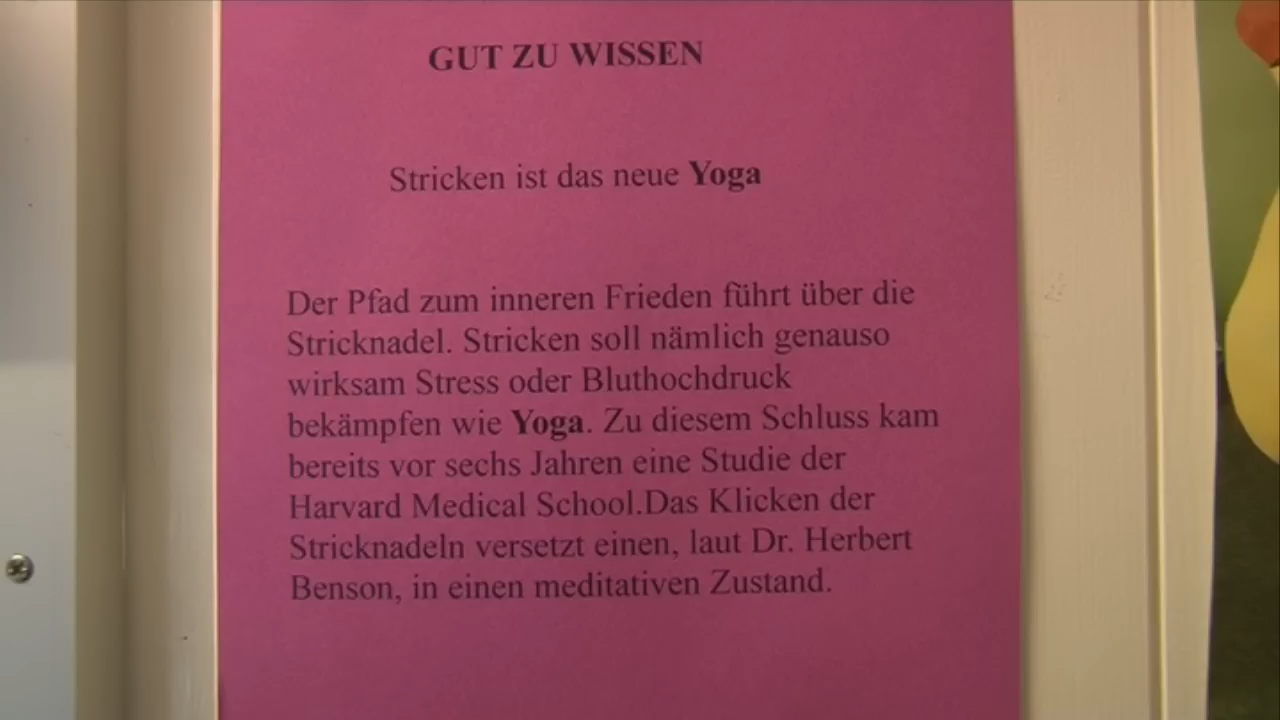 GUT ZU WISSEN
Stricken ist das neue Yoga
Der Pfad zum inneren Frieden führt über die
Stricknadel. Stricken soll nämlich genauso
wirksam Stress oder Bluthochdruck
bekämpfen wie Yoga. Zu diesem Schluss kam
bereits vor sechs Jahren eine Studie der
Harvard Medical School.Das Klicken der
Stricknadeln versetzt einen, laut Dr. Herbert
Benson, in einen meditativen Zustand.